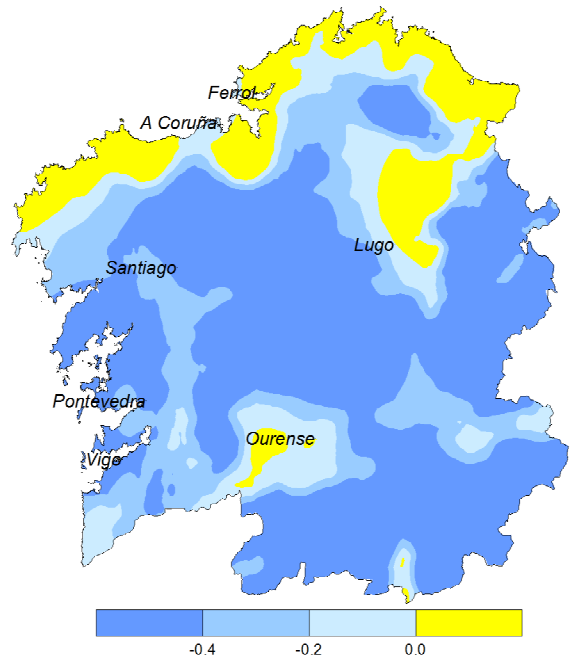 Ferrol
A Coruña
Lugo
Santiago
Pontevedra
Ourense
Vigo
-0.4 -0.2 0.0